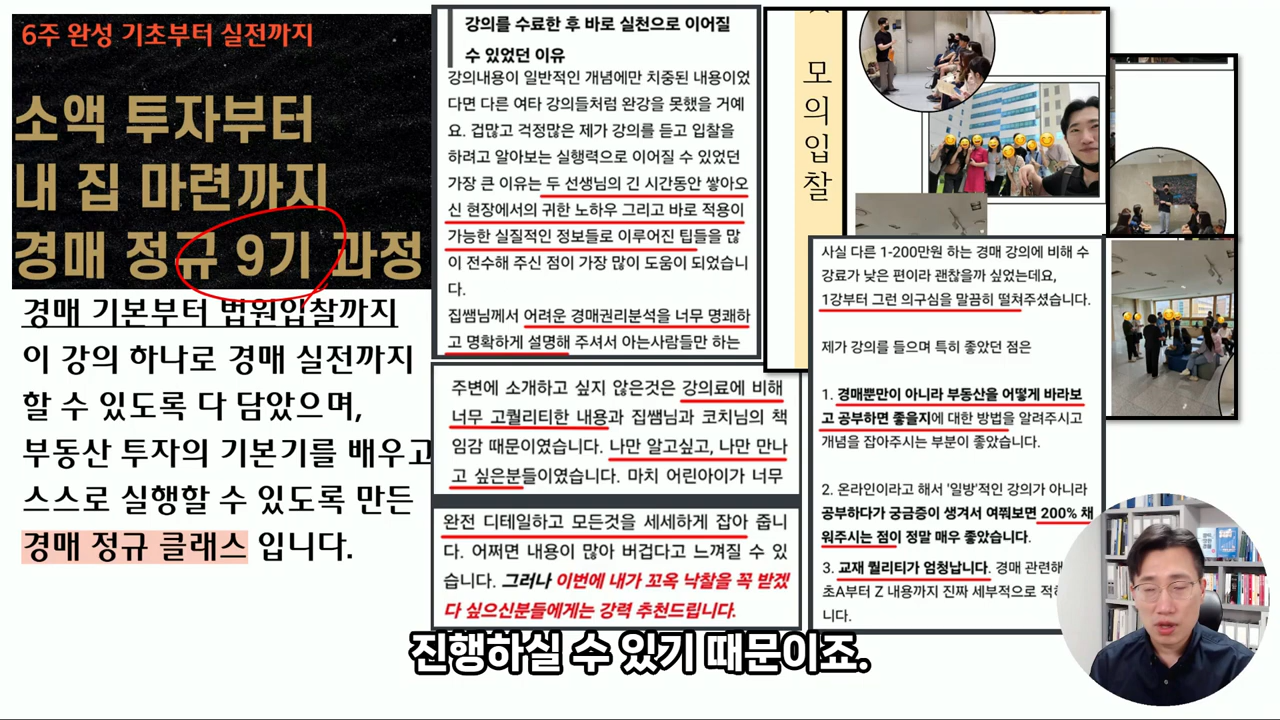 6주 완성 기초부터 실전까지
소액 투자부터
내 집 마련까지
경매 정규 9기 과정
경매 기본부터 법원입찰까지
이 강의 하나로 경매 실전까지
할 수 있도록 다 담았으며,
부동산 투자의 기본기를 배우고
스스로 실행할 수 있도록 만든
경매 정규 클래스 입니다.
강의를 수료한 후 바로 실천으로 이어질
수 있었던 이유
강의내용이 일반적인 개념에만 치중된 내용이었
다면 다른 여타 강의들처럼 완강을 못했을 거예
요. 겁많고 걱정많은 제가 강의를 듣고 입찰을
하려고 알아보는 실행력으로 이어질 수 있었던
가장 큰 이유는 두 선생님의 긴 시간동안 쌓아오
신 현장에서의 귀한 노하우 그리고 바로 적용이
가능한 실질적인 정보들로 이루어진 팁들을 많
이 전수해 주신 점이 가장 많이 도움이 되었습니
다.
집쌤님께서 어려운 경매권리분석을 너무 명쾌하
고 명확하게 설명해 주셔서 아는사람들만 하는
주변에 소개하고 싶지 않은것은 강의료에 비해
너무 고퀄리티한 내용과 집쌤님과 코치님의 책
임감 때문이였습니다. 나만 알고싶고, 나만 만나
고 싶은분들이였습니다. 마치 어린아이가 너무
완전 디테일하고 모든것을 세세하게 잡아 줍니
다. 어쩌면 내용이 많아 버겁다고 느껴질 수 있
습니다. 그러나 이번에 내가 꼬옥 낙찰을 꼭 받겠
다 싶으신분들에게는 강력 추천드립니다.
모의입찰
사실 다른 1-200만원 하는 경매 강의에 비해 수
강료가 낮은 편이라 괜찮을까 싶었는데요,
1강부터 그런 의구심을 말끔히 떨쳐주셨습니다.
제가 강의를 들으며 특히 좋았던 점은
1. 경매뿐만이 아니라 부동산을 어떻게 바라보
고 공부하면 좋을지에 대한 방법을 알려주시고
개념을 잡아주시는 부분이 좋았습니다.
2. 온라인이라고 해서 '일방'적인 강의가 아니라
공부하다가 궁금증이 생겨서 여쭤보면 200% 채
워주시는 점이 정말 매우 좋았습니다.
3. 교재 퀄리티가 엄청납니다. 경매 관련해
초A부터 Z 내용까지 진짜 세부적으로 적
니다.
진행하실 수 있기 때문이죠.